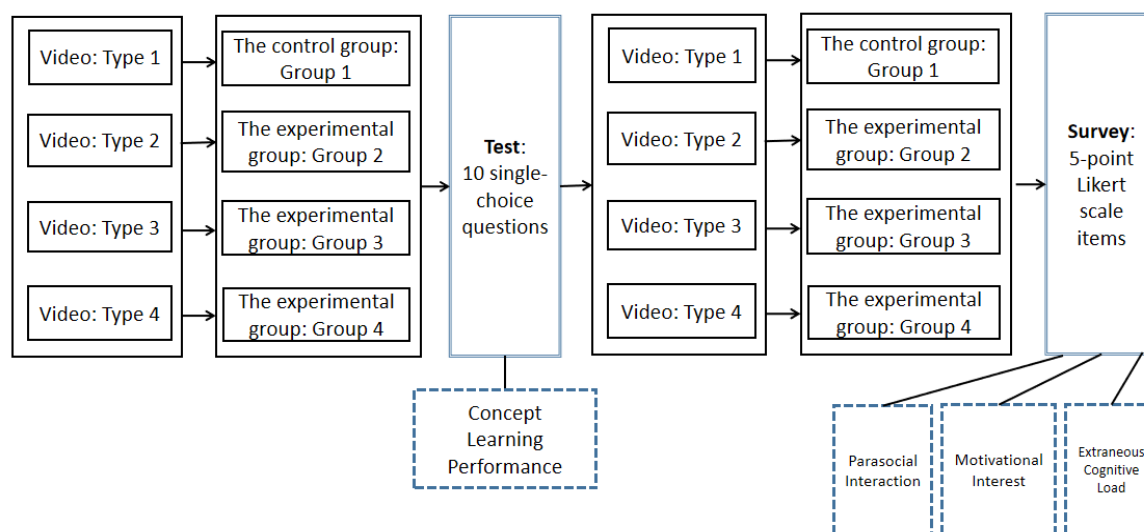 Video: Type 1
The control group:
Group 1
Video: Type 2
The experimental
group: Group 2
Video: Type 3
The experimental
group: Group 3
Video: Type 4
The experimental
group: Group 4
Test:
10 single-
choice
questions
Concept
Learning
Performance
Video: Type 1
The control group:
Group 1
Video: Type 2
The experimental
group: Group 2
Video: Type 3
The experimental
group: Group 3
Video: Type 4
The experimental
group: Group 4
Survey:
5-point
Likert
scale
items
Parasocial
Interaction
Motivational
Interest
Extraneous
Cognitive
Load